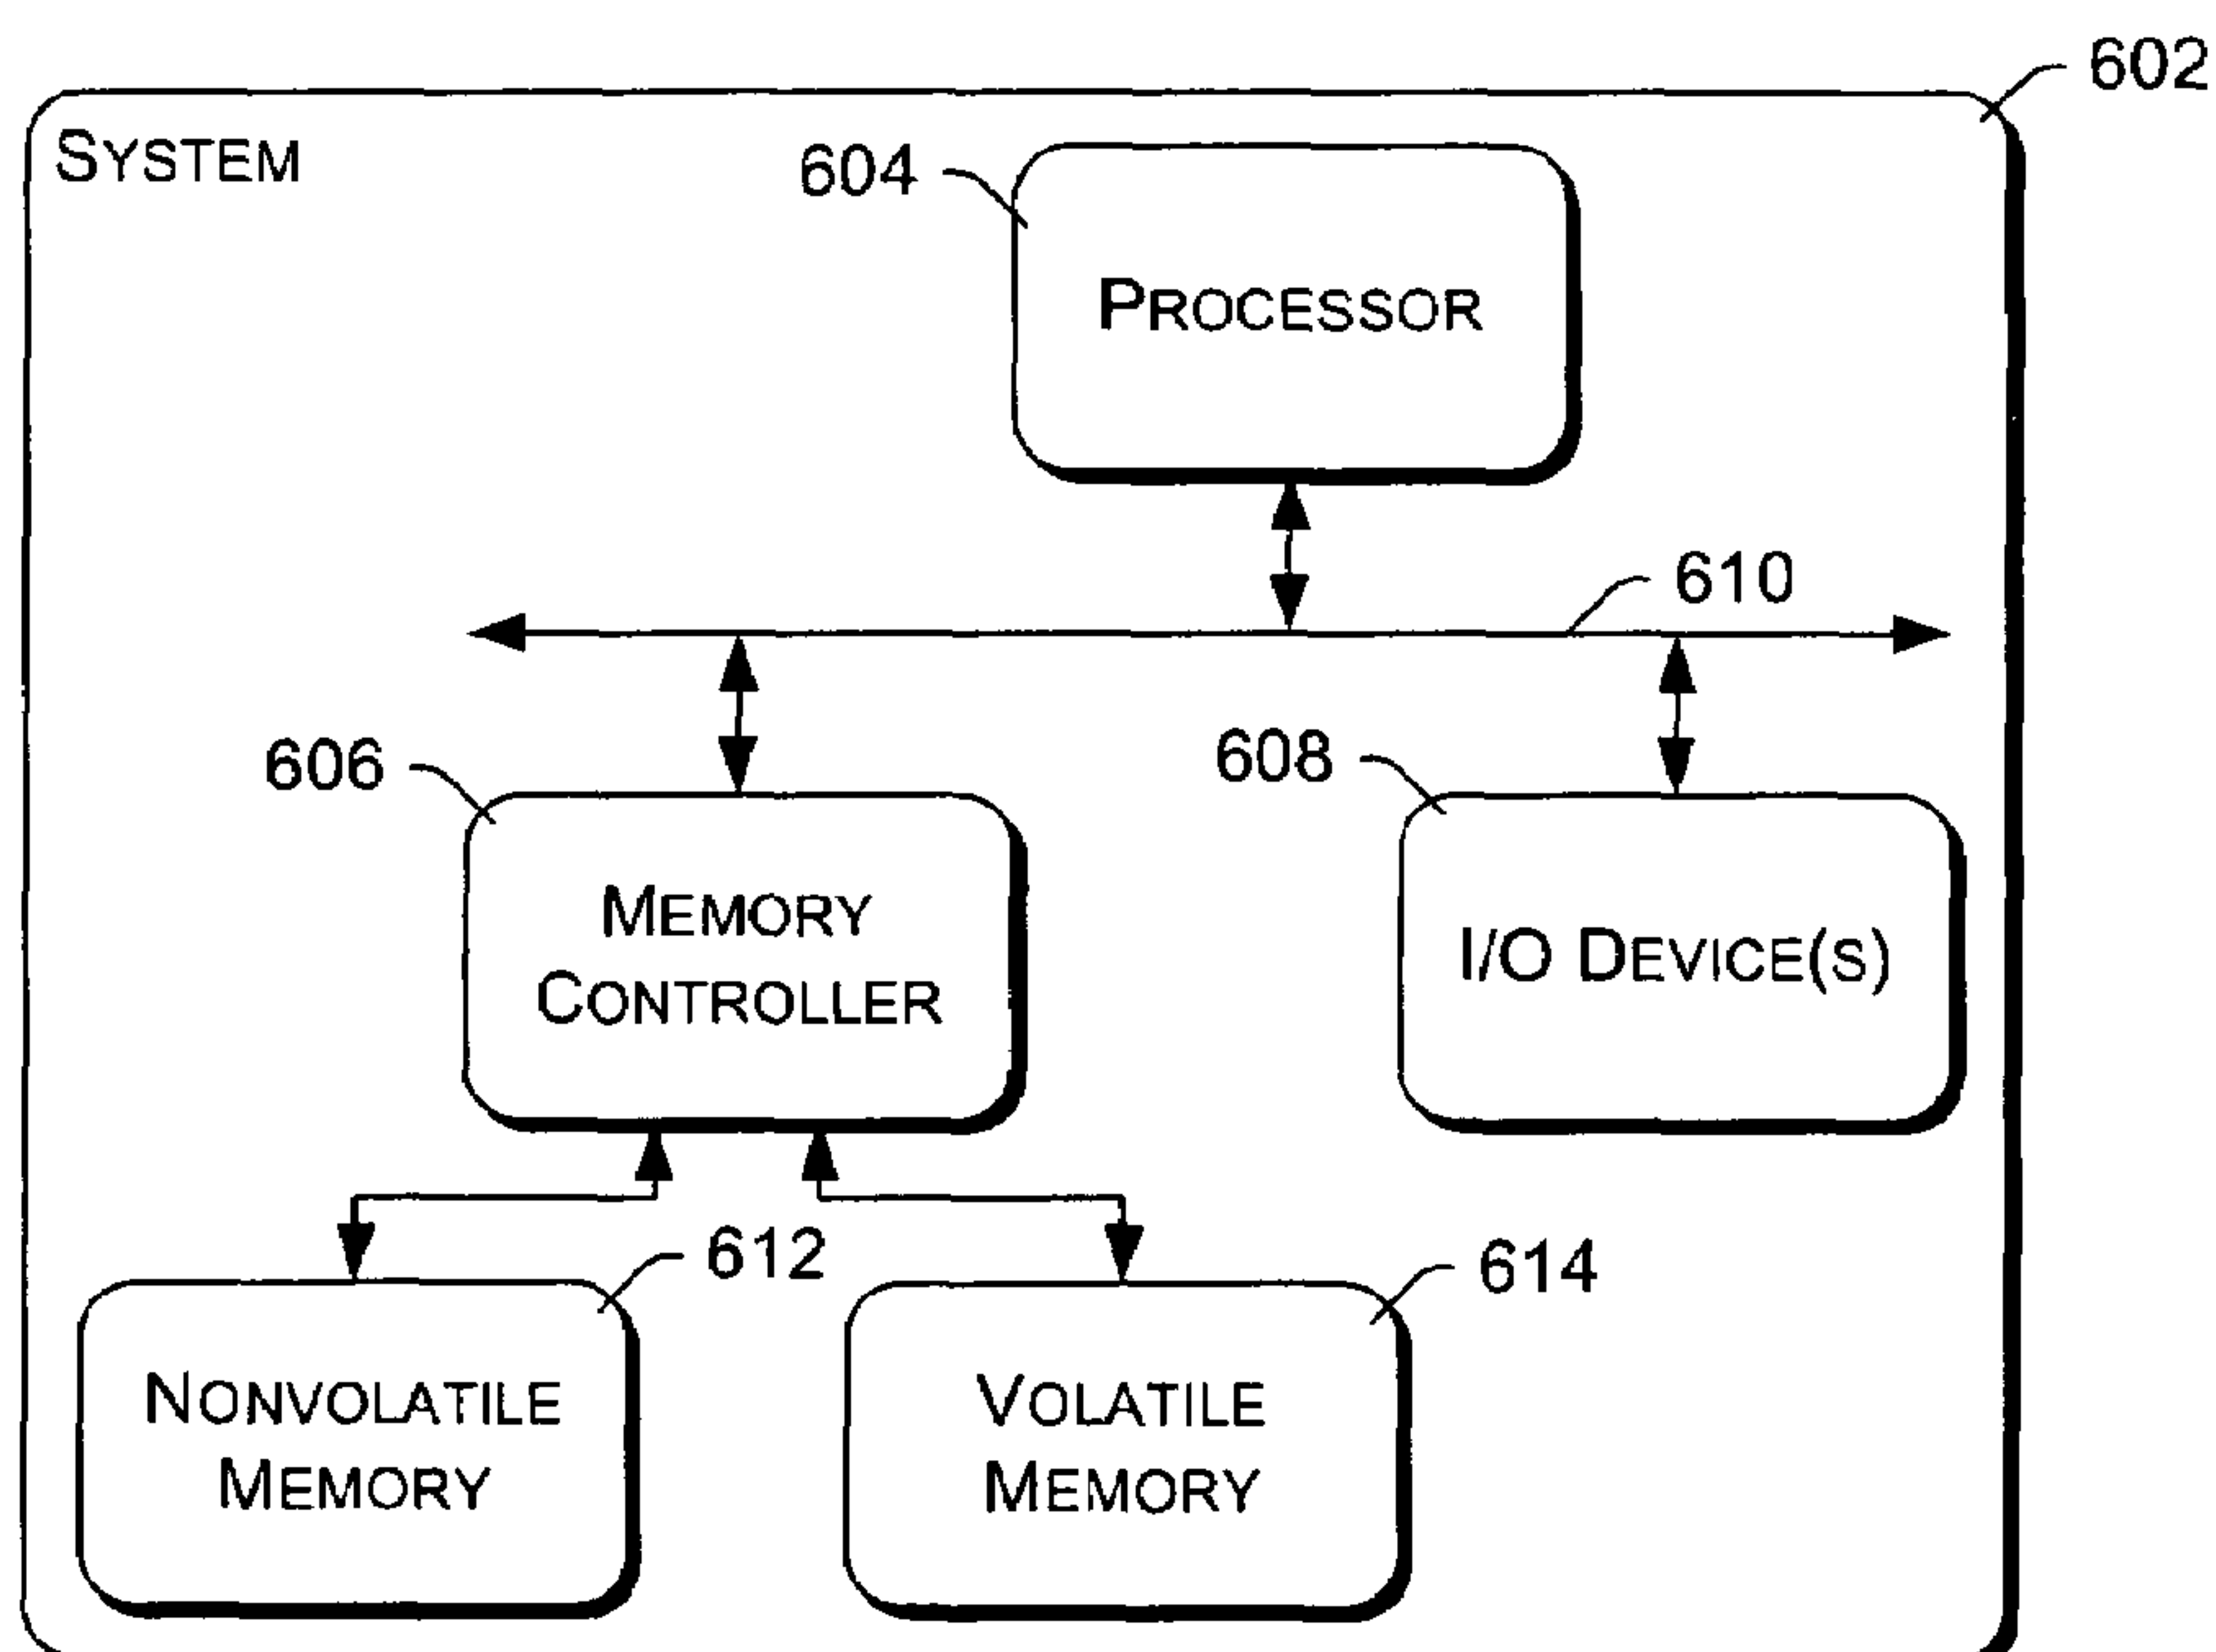 602
SYSTEM
604
PROCESSOR
610
606
608
MEMORY
CONTROLLER
I/O DEVICE(S)
612
614
NONVOLATILE
MEMORY
VOLATILE
MEMORY